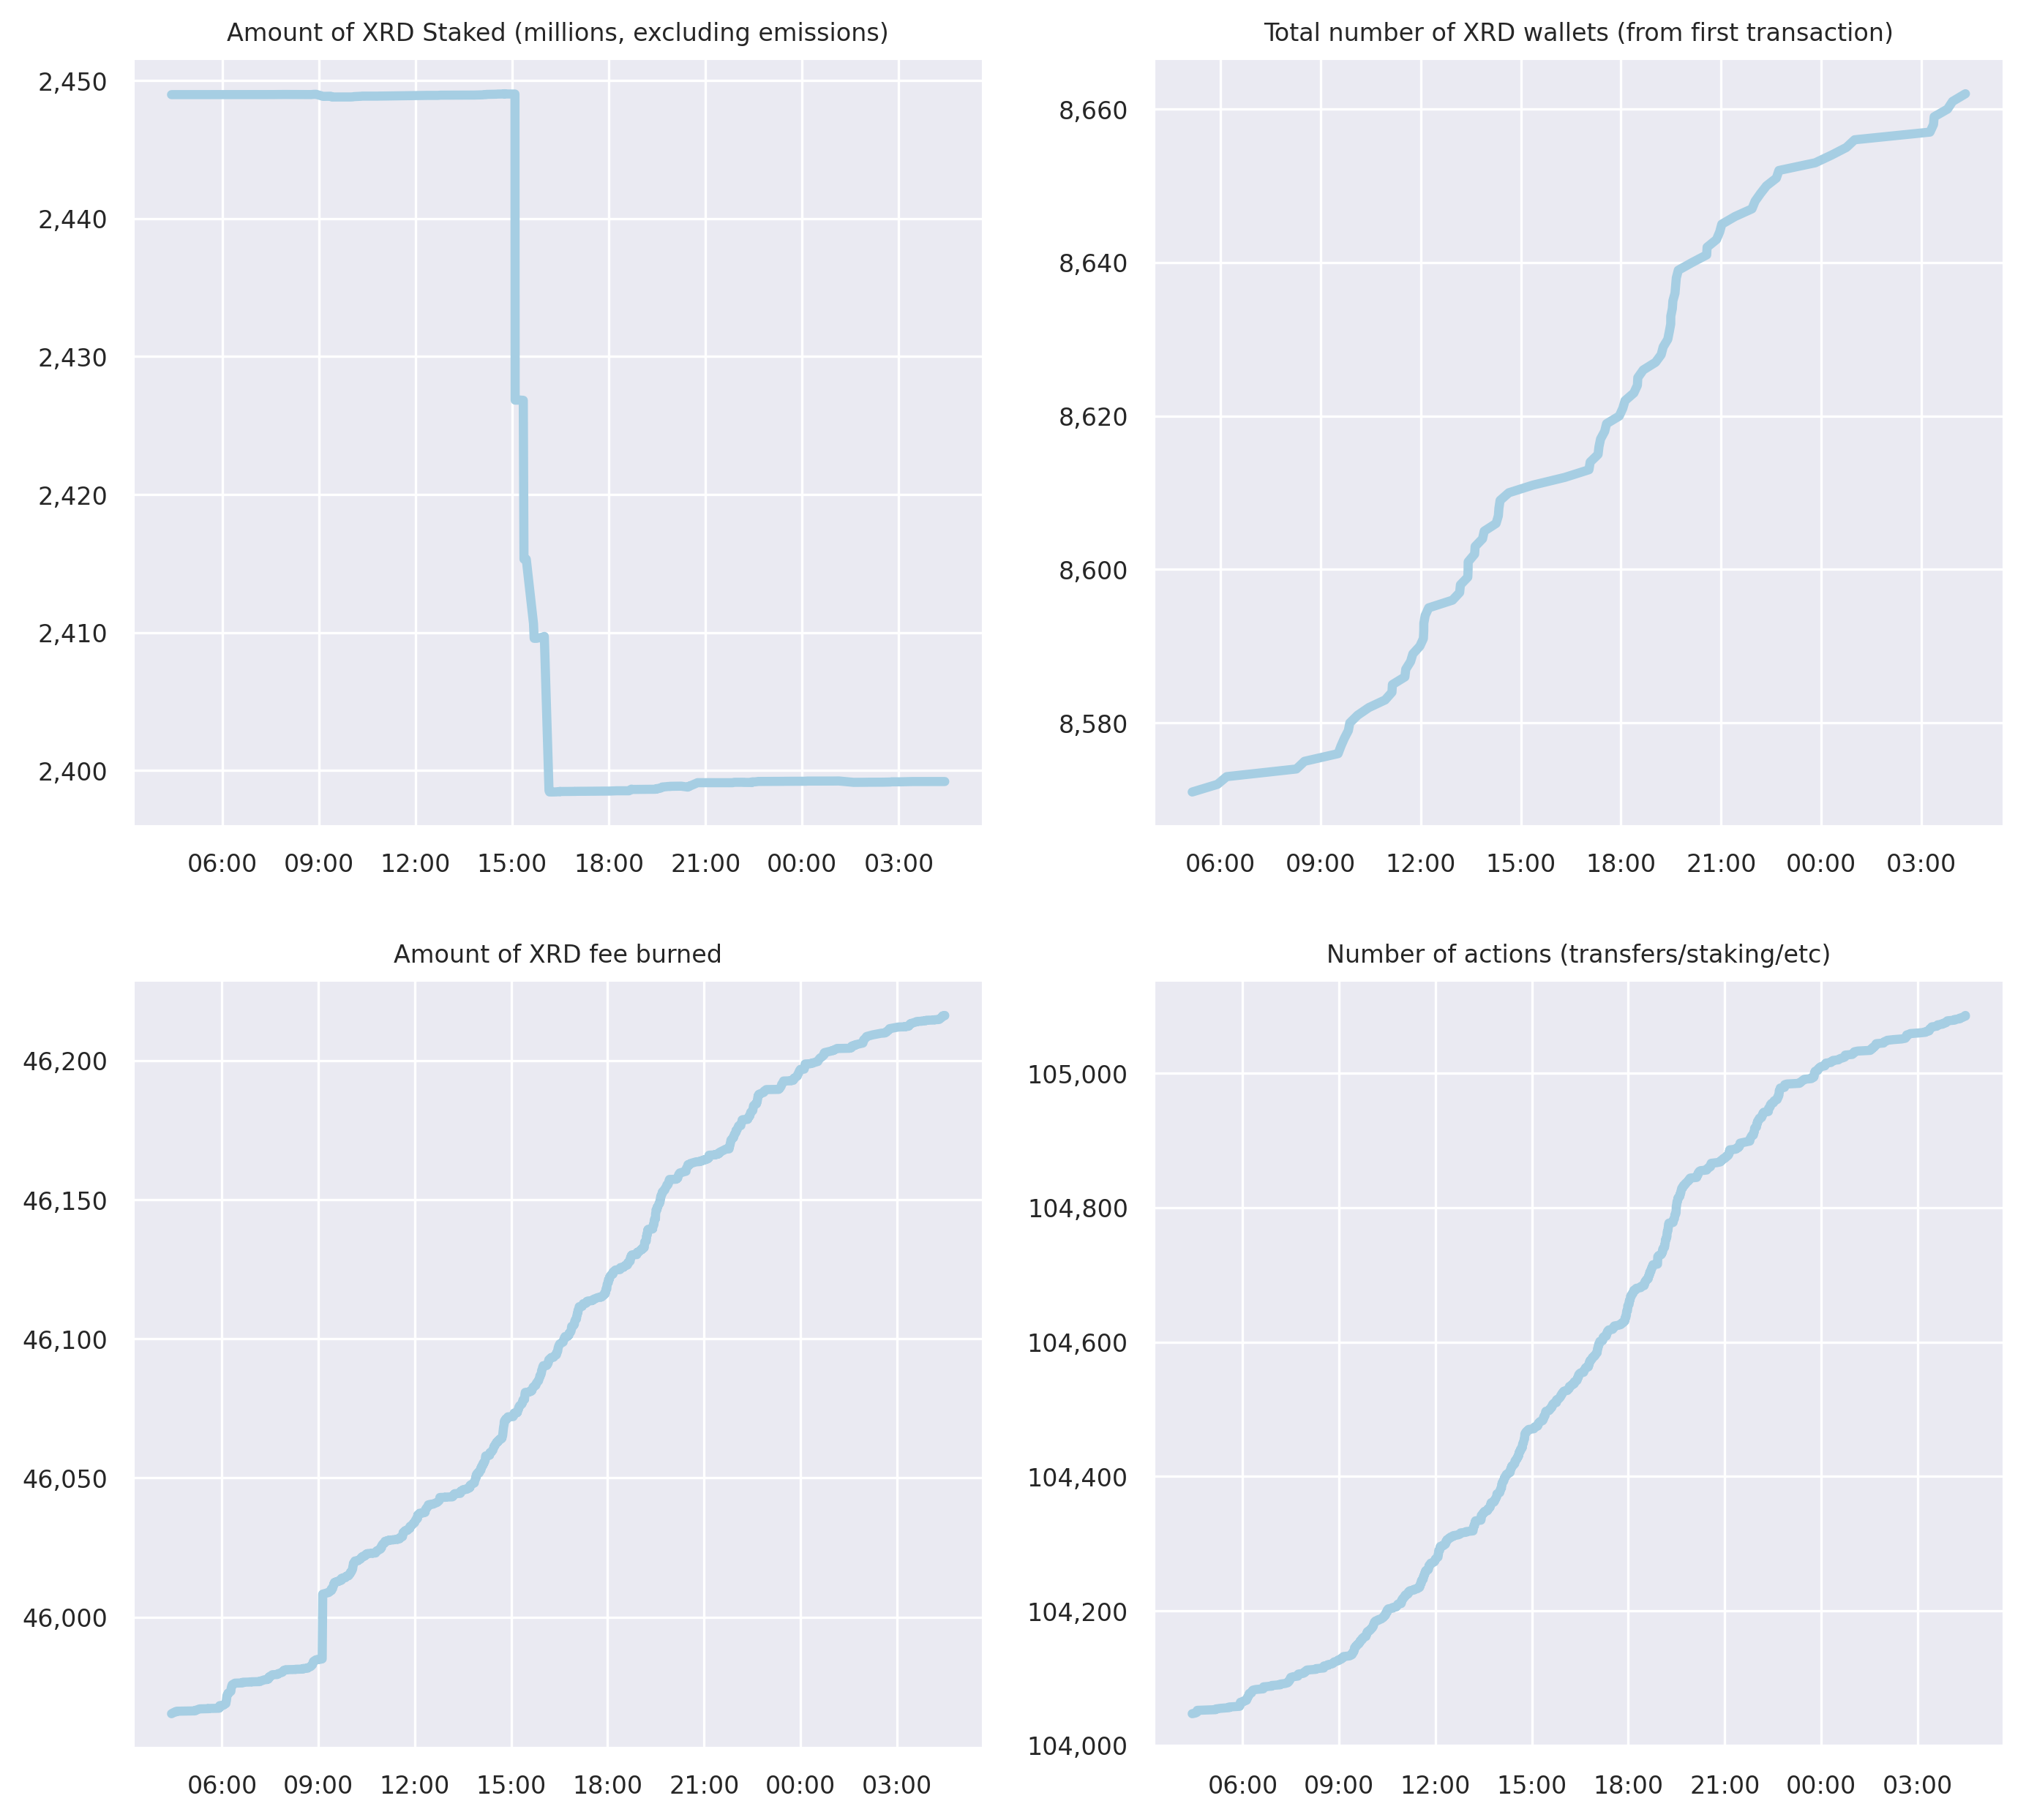 Amount of XRD Staked (millions, excluding emissions)
2,450
2,440
2,430
2,420
2,410
2,400
06:00 09:00 12:00 15:00 18:00 21:00 00:00 03:00
Total number of XRD wallets (from first transaction)
8,660
8,640
8,620
8,600
8,580
06:00 09:00 12:00 15:00 18:00 21:00 00:00 03:00
Amount of XRD fee burned
46,200
46,150
46,100
46,050
46,000
06:00 09:00 12:00 15:00 18:00 21:00 00:00 03:00
Number of actions (transfers/staking/etc)
105,000
104,800
104,600
104,400
104,200
104,000
06:00 09:00 12:00 15:00 18:00 21:00 00:00 03:00